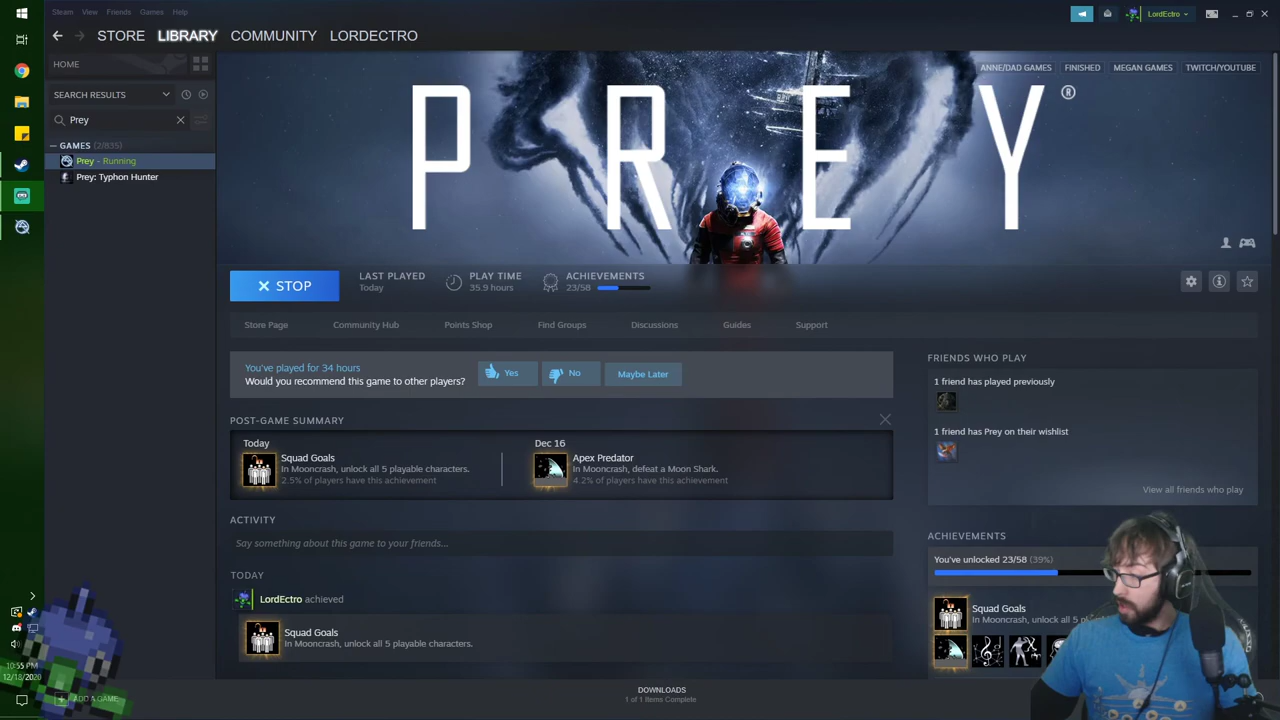 Steam View Friends Games Help
LordEctro
STORE LIBRARY COMMUNITY LORDECTRO
HOME
SEARCH RESULTS
Prey
GAMES (2/835)
Prey - Running
Prey: Typhon Hunter
ANNE/DAD GAMES FINISHED MEGAN GAMES TWITCH/YOUTUBE
PREY®
STOP
LAST PLAYED
Today
PLAY TIME
35.9 hours
ACHIEVEMENTS
23/58
Store Page Community Hub Points Shop Find Groups Discussions Guides Support
You've played for 34 hours
Would you recommend this game to other players?
Yes No Maybe Later
POST-GAME SUMMARY
Today
Squad Goals
In Mooncrash, unlock all 5 playable characters.
2.5% of players have this achievement
Dec 16
Apex Predator
In Mooncrash, defeat a Moon Shark.
4.2% of players have this achievement
ACTIVITY
Say something about this game to your friends...
TODAY
LordEctro achieved
Squad Goals
In Mooncrash, unlock all 5 playable characters.
FRIENDS WHO PLAY
1 friend has played previously
1 friend has Prey on their wishlist
View all friends who play
ACHIEVEMENTS
You've unlocked 23/58 (39%)
Squad Goals
In Mooncrash, unlock all 5
10:55 PM
ADD A GAME
DOWNLOADS
1 of 1 Items Complete